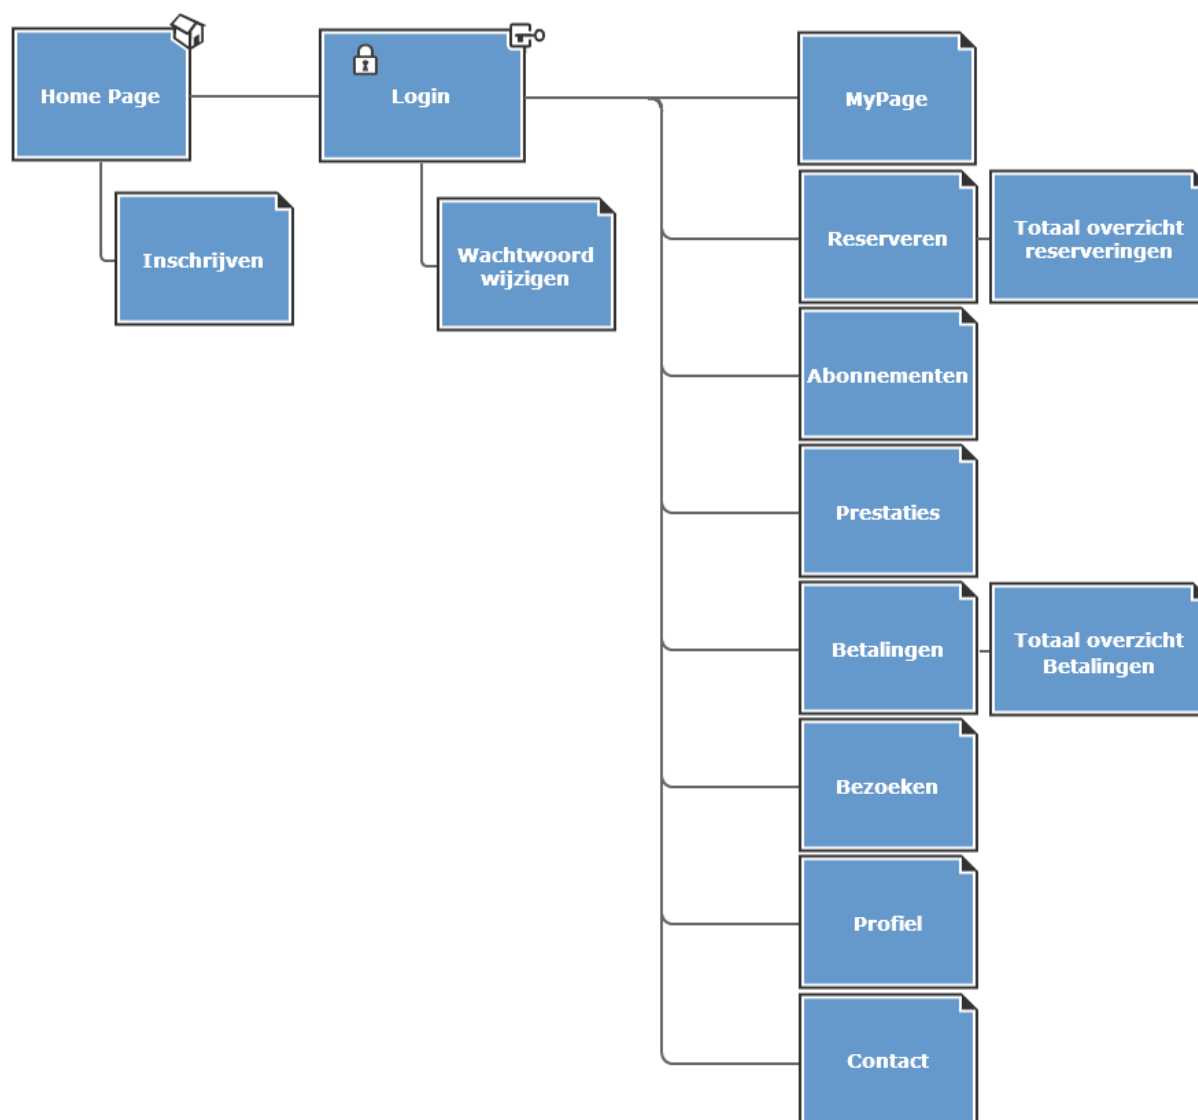 Home Page
Login
MyPage
Inschrijven
Wachtwoord
wijzigen
Reserveren
Totaal overzicht
reserveringen
Abonnementen
Prestaties
Betalingen
Totaal overzicht
Betalingen
Bezoeken
Profiel
Contact